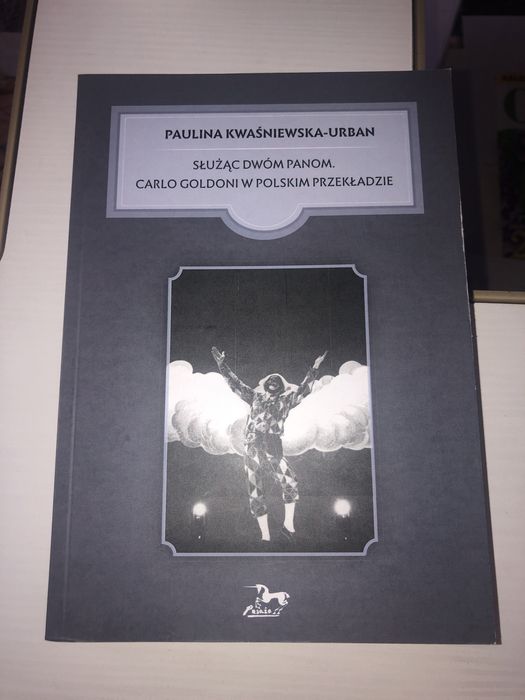 PAULINA KWAŚNIEWSKA-URBAN
SŁUŻĄC DWÓM PANOM.
CARLO GOLDONI W POLSKIM PRZEKŁADZIE